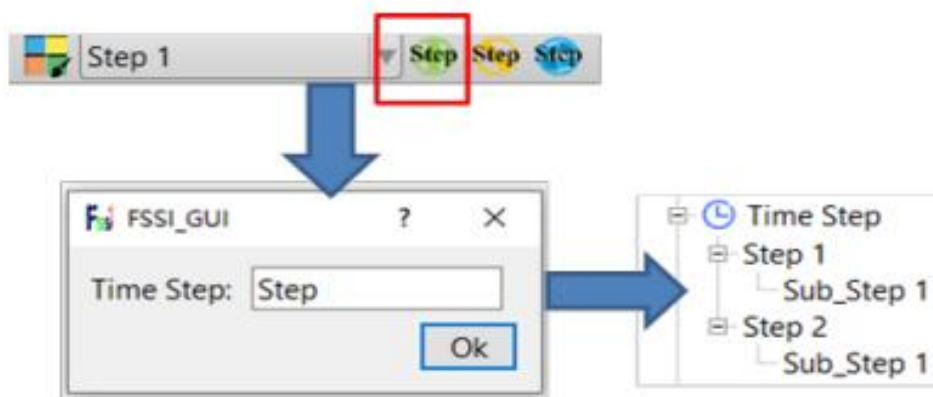 Step 1
Step Step Step
FSSI_GUI ?
Time Step: Step
Ok
Time Step
Step 1
Sub_Step 1
Step 2
Sub_Step 1